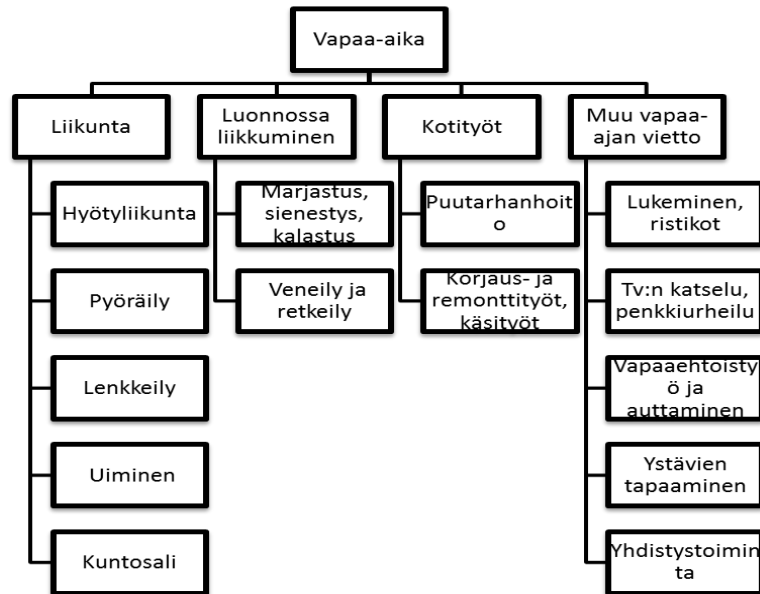 Vapaa-aika
Liikunta
Hyötyliikunta
Pyöräily
Lenkkeily
Uiminen
Kuntosali
Luonnossa
liikkuminen
Marjastus,
sienestys,
kalastus
Veneily ja
retkeily
Kotityöt
Puutarhanhoit
o
Korjaus- ja
remonttityöt,
käsityöt
Muu vapaa-
ajan vietto
Lukeminen,
ristikot
Tv:n katselu,
penkkiurheilu
Vapaaehtoisty
ö ja
auttaminen
Ystävien
tapaaminen
Yhdistystoimin
ta